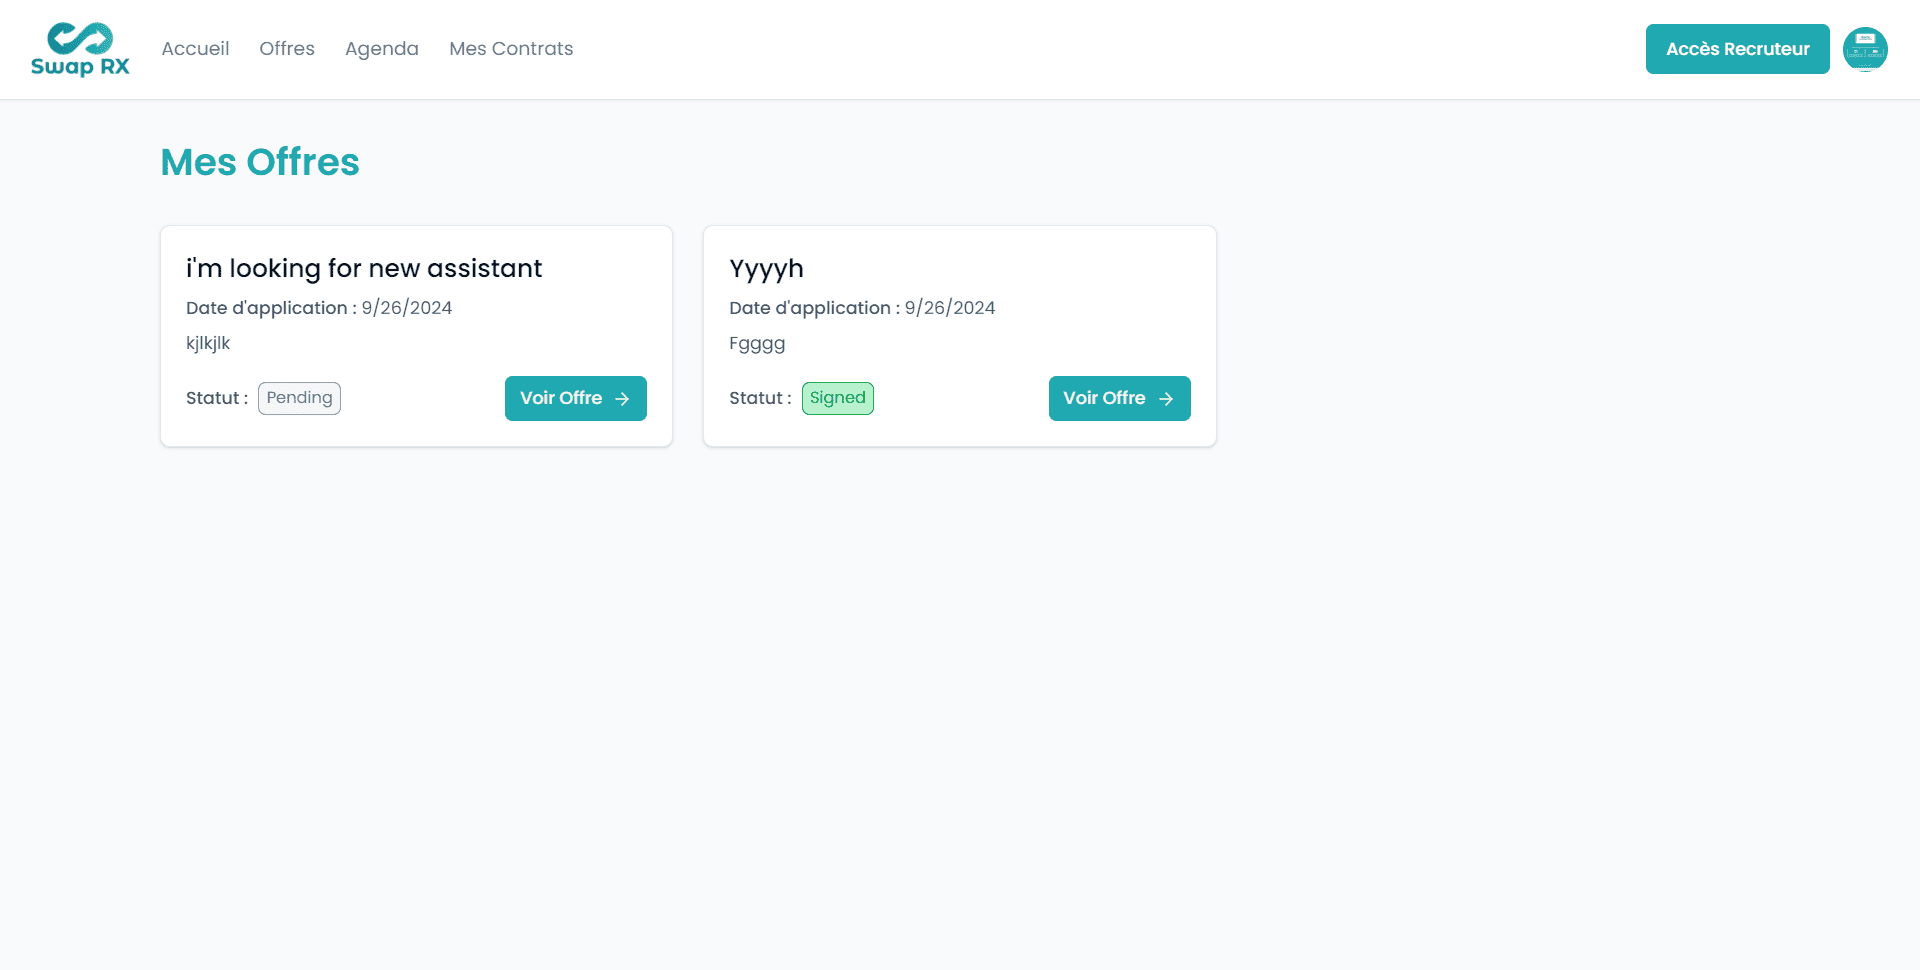 Swap RX
Accueil Offres Agenda Mes Contrats
Accès Recruteur
Mes Offres
i'm looking for new assistant
Date d'application : 9/26/2024
kjlkjlk
Statut : Pending
Voir Offre
Yyyyh
Date d'application : 9/26/2024
Fgggg
Statut : Signed
Voir Offre